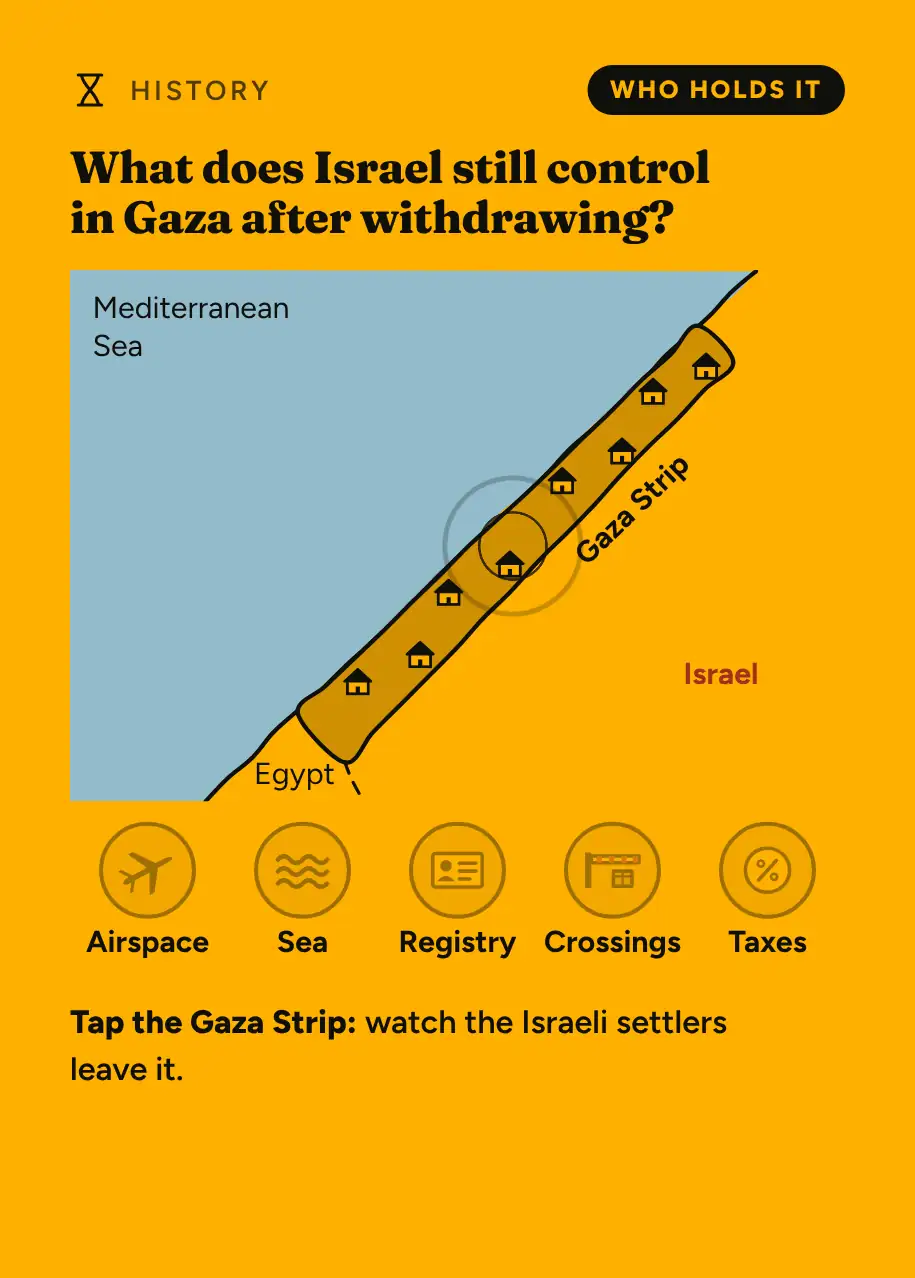 HISTORY
WHO HOLDS IT
What does Israel still control
in Gaza after withdrawing?
Mediterranean
Sea
Gaza Strip
Israel
Egypt
Airspace
Sea
Registry
Crossings
Taxes
Tap the Gaza Strip: watch the Israeli settlers
leave it.